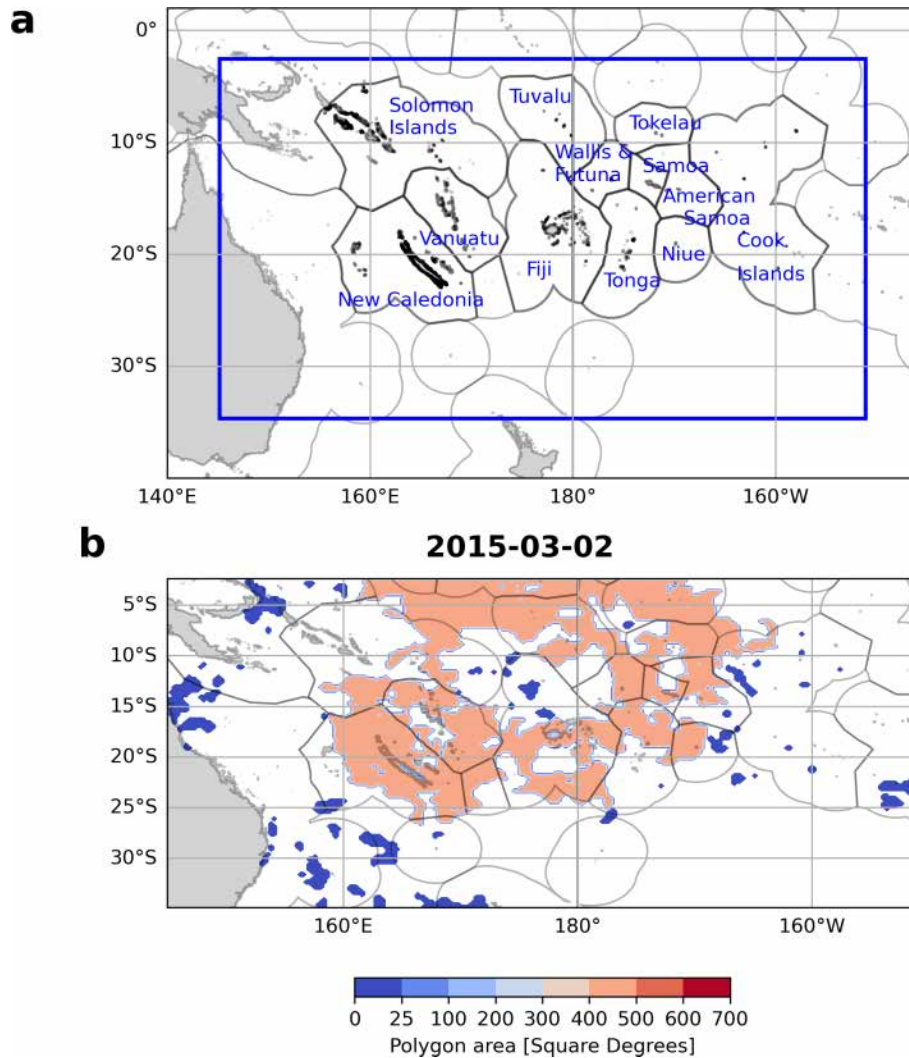 a
0°
10°S
20°S
30°S
Solomon
Islands
Tuvalu
Tokelau
Wallis &
Futuna
Samoa
American
Samoa
Vanuatu
Cook
Islands
Fiji
Niue
Tonga
New Caledonia
140°E
160°E
180°
160°W
b
2015-03-02
5°S
10°S
15°S
20°S
25°S
30°S
160°E
180°
160°W
0 25 100 200 300 400 500 600 700
Polygon area [Square Degrees]